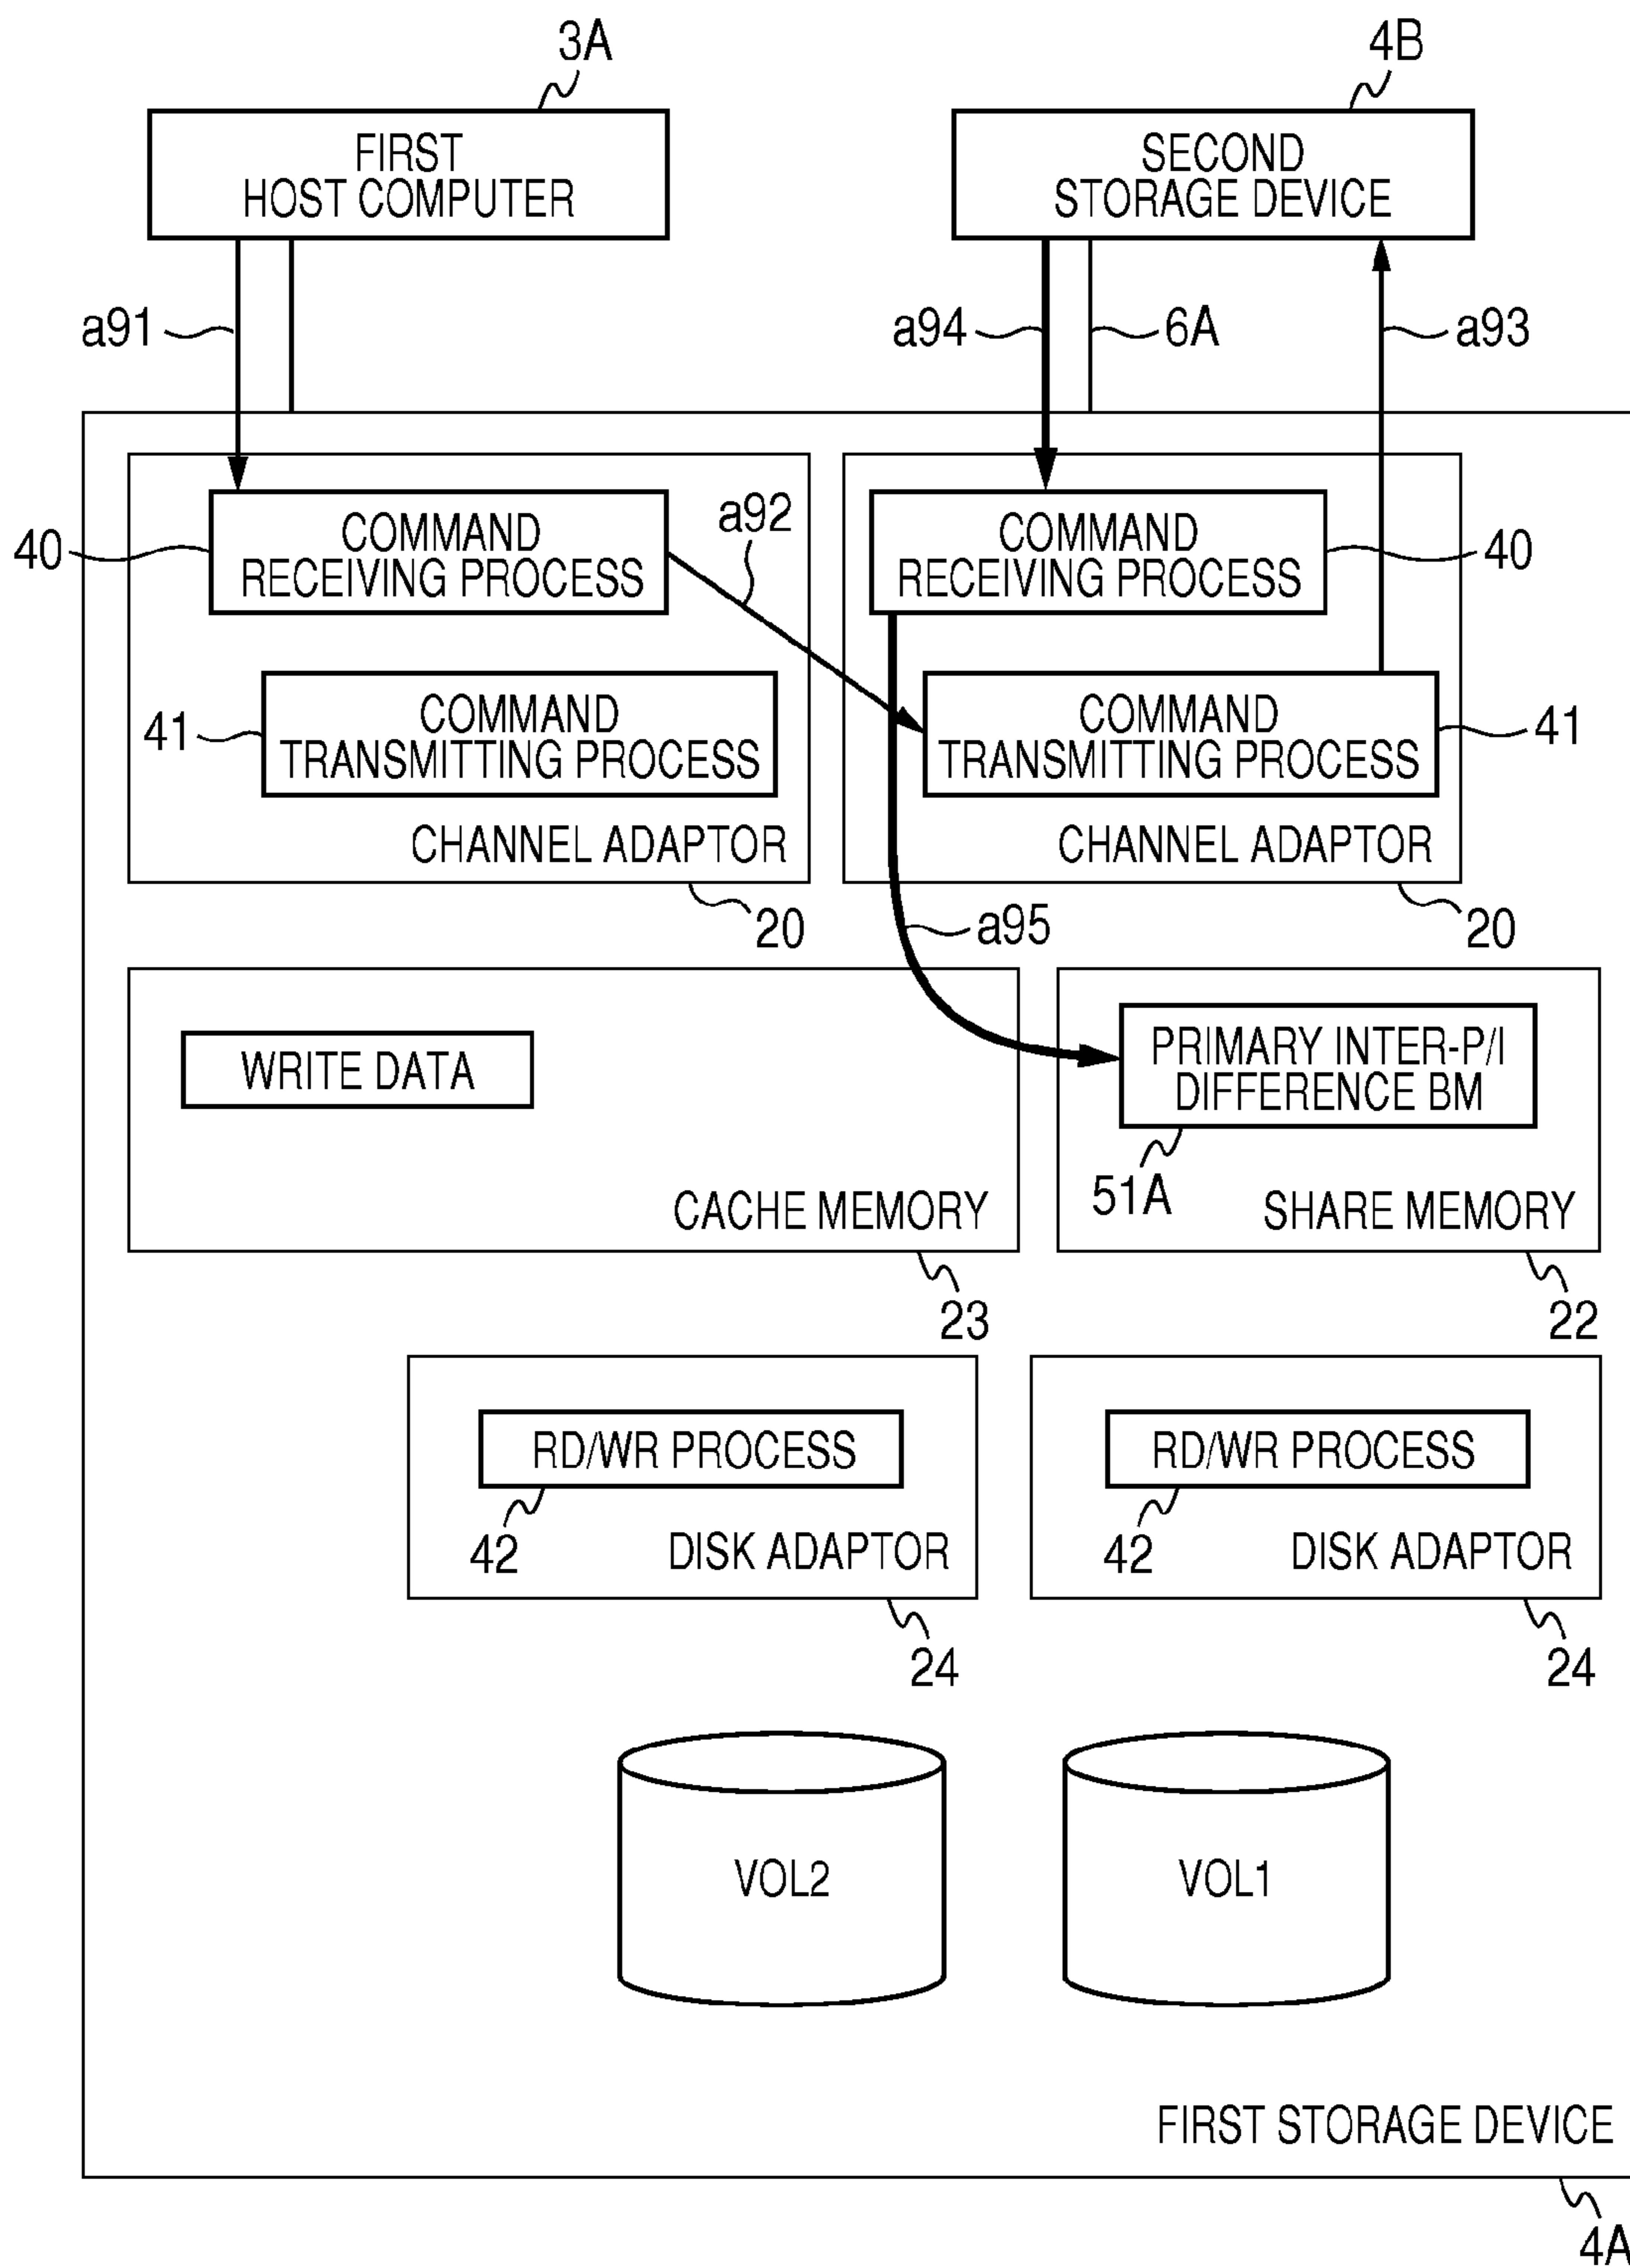 3A
4B
FIRST
HOST COMPUTER
SECOND
STORAGE DEVICE
a91
a94
6A
a93
40
COMMAND
RECEIVING PROCESS
a92
COMMAND
RECEIVING PROCESS
40
41
COMMAND
TRANSMITTING PROCESS
COMMAND
TRANSMITTING PROCESS
41
CHANNEL ADAPTOR
CHANNEL ADAPTOR
20
a95
20
WRITE DATA
PRIMARY INTER-P/I
DIFFERENCE BM
51A
CACHE MEMORY
SHARE MEMORY
23
22
RD/WR PROCESS
RD/WR PROCESS
42
DISK ADAPTOR
42
DISK ADAPTOR
24
24
VOL2
VOL1
FIRST STORAGE DEVICE
4A